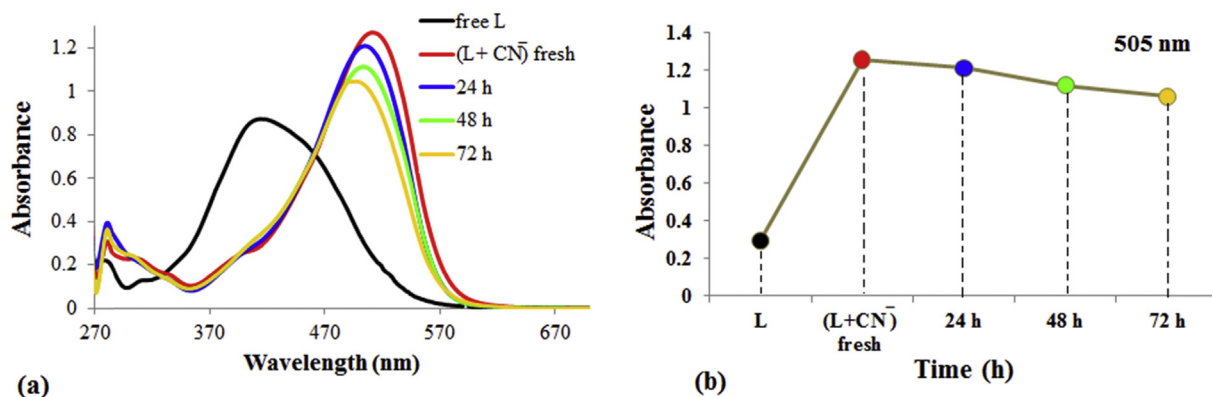 free L
(L + CN⁻) fresh
24 h
48 h
72 h
1.2
1
0.8
0.6
0.4
0.2
0
Absorbance
270
370
470
570
670
Wavelength (nm)
(a)
505 nm
1.4
1.2
1
0.8
0.6
0.4
0.2
0
Absorbance
L
(L+CN⁻)
fresh
24 h
48 h
72 h
Time (h)
(b)